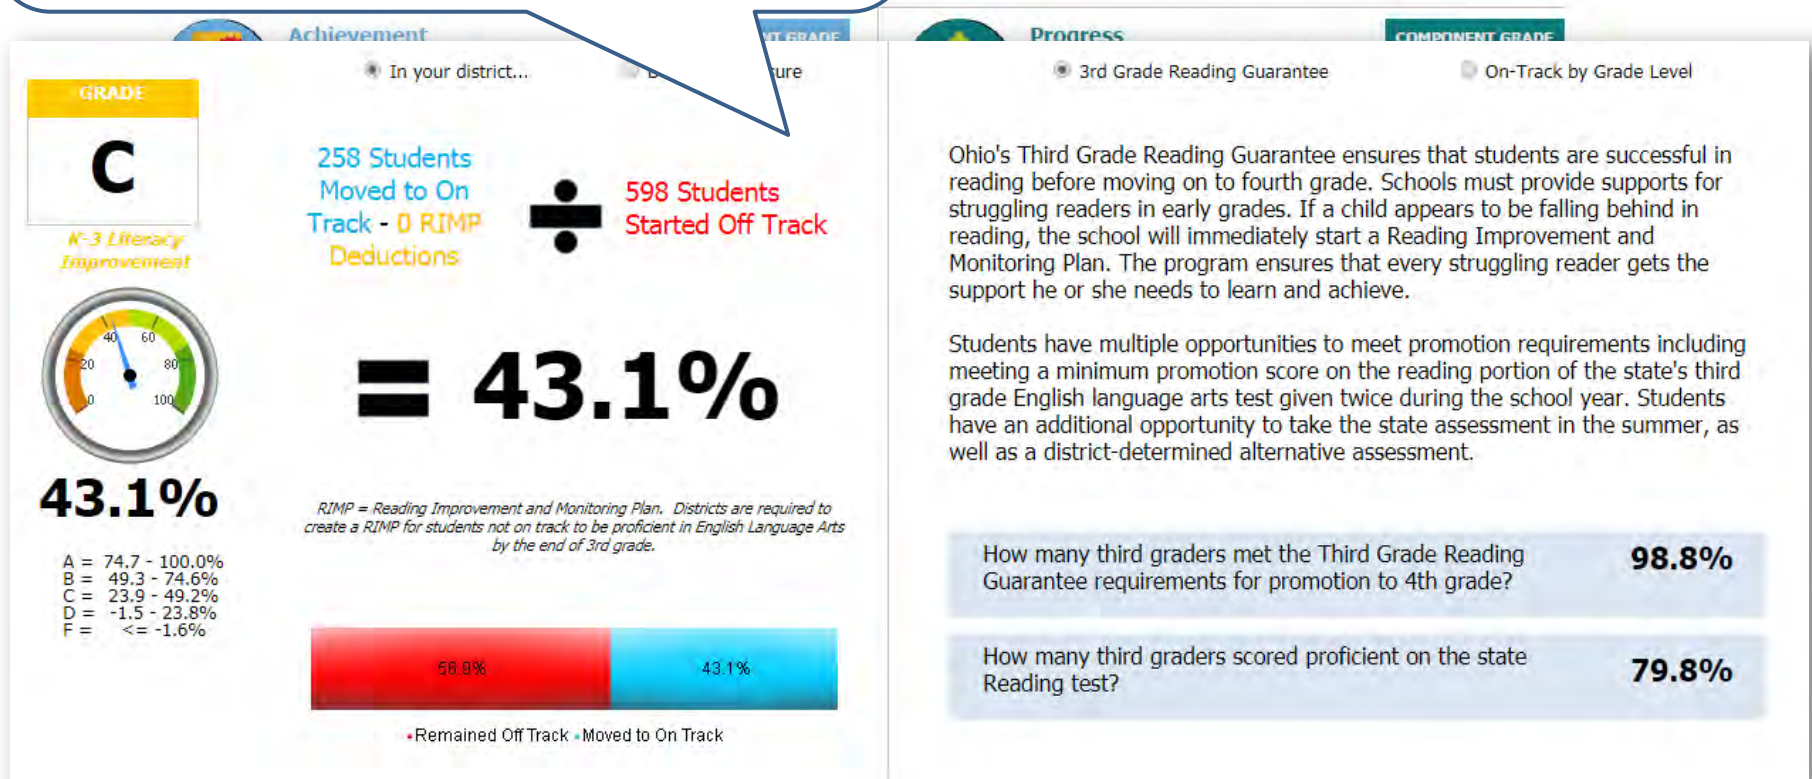 Achievement
Progress
COMPONENT GRADE
In your district...
3rd Grade Reading Guarantee
On-Track by Grade Level
GRADE
C
K-3 Literacy
Improvement
0
20
40
60
80
100
43.1%
A = 74.7 - 100.0%
B = 49.3 - 74.6%
C = 23.9 - 49.2%
D = -1.5 - 23.8%
F = <= -1.6%
258 Students
Moved to On
Track - 0 RIMP
Deductions
÷
598 Students
Started Off Track
= 43.1%
RIMP = Reading Improvement and Monitoring Plan. Districts are required to
create a RIMP for students not on track to be proficient in English Language Arts
by the end of 3rd grade.
56.9%
43.1%
Remained Off Track Moved to On Track
Ohio's Third Grade Reading Guarantee ensures that students are successful in
reading before moving on to fourth grade. Schools must provide supports for
struggling readers in early grades. If a child appears to be falling behind in
reading, the school will immediately start a Reading Improvement and
Monitoring Plan. The program ensures that every struggling reader gets the
support he or she needs to learn and achieve.
Students have multiple opportunities to meet promotion requirements including
meeting a minimum promotion score on the reading portion of the state's third
grade English language arts test given twice during the school year. Students
have an additional opportunity to take the state assessment in the summer, as
well as a district-determined alternative assessment.
How many third graders met the Third Grade Reading
Guarantee requirements for promotion to 4th grade?
98.8%
How many third graders scored proficient on the state
Reading test?
79.8%